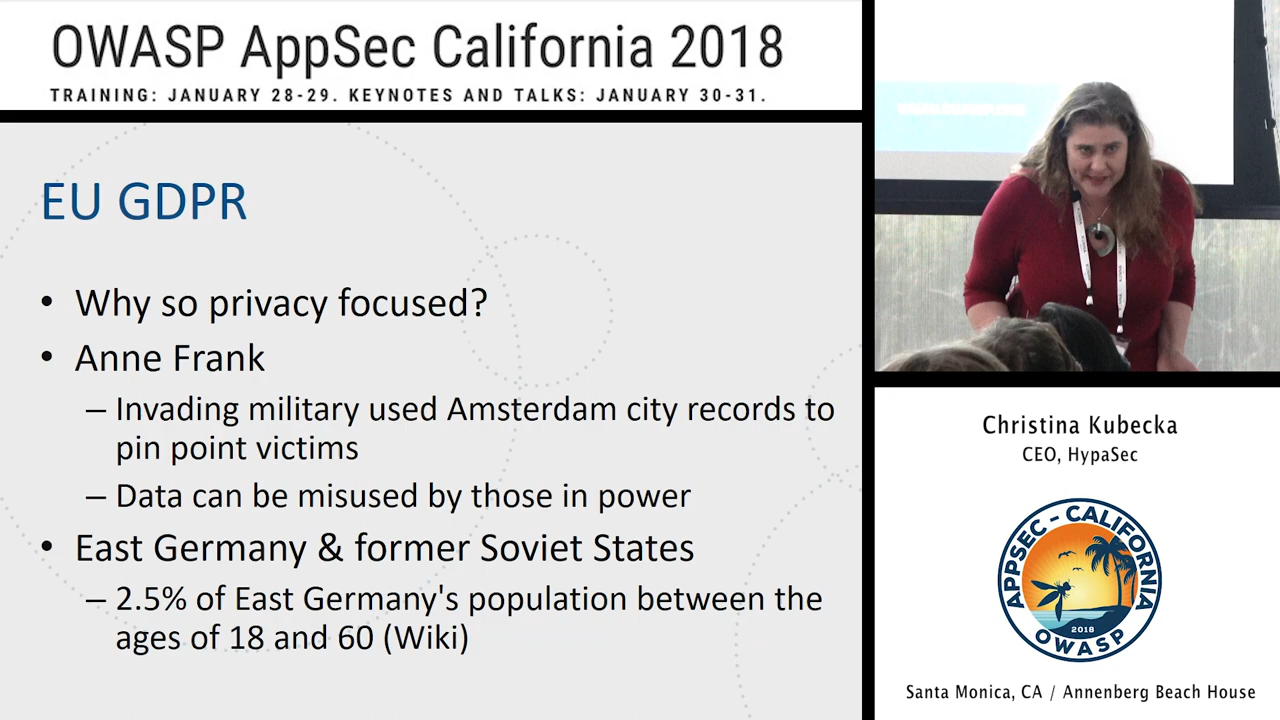 OWASP AppSec California 2018
TRAINING: JANUARY 28-29. KEYNOTES AND TALKS: JANUARY 30-31.
EU GDPR
• Why so privacy focused?
• Anne Frank
– Invading military used Amsterdam city records to
pin point victims
– Data can be misused by those in power
• East Germany & former Soviet States
– 2.5% of East Germany's population between the
ages of 18 and 60 (Wiki)
Christina Kubecka
CEO, HypaSec
APPSEC - CALIFORNIA
2018
OWASP
Santa Monica, CA / Annenberg Beach House